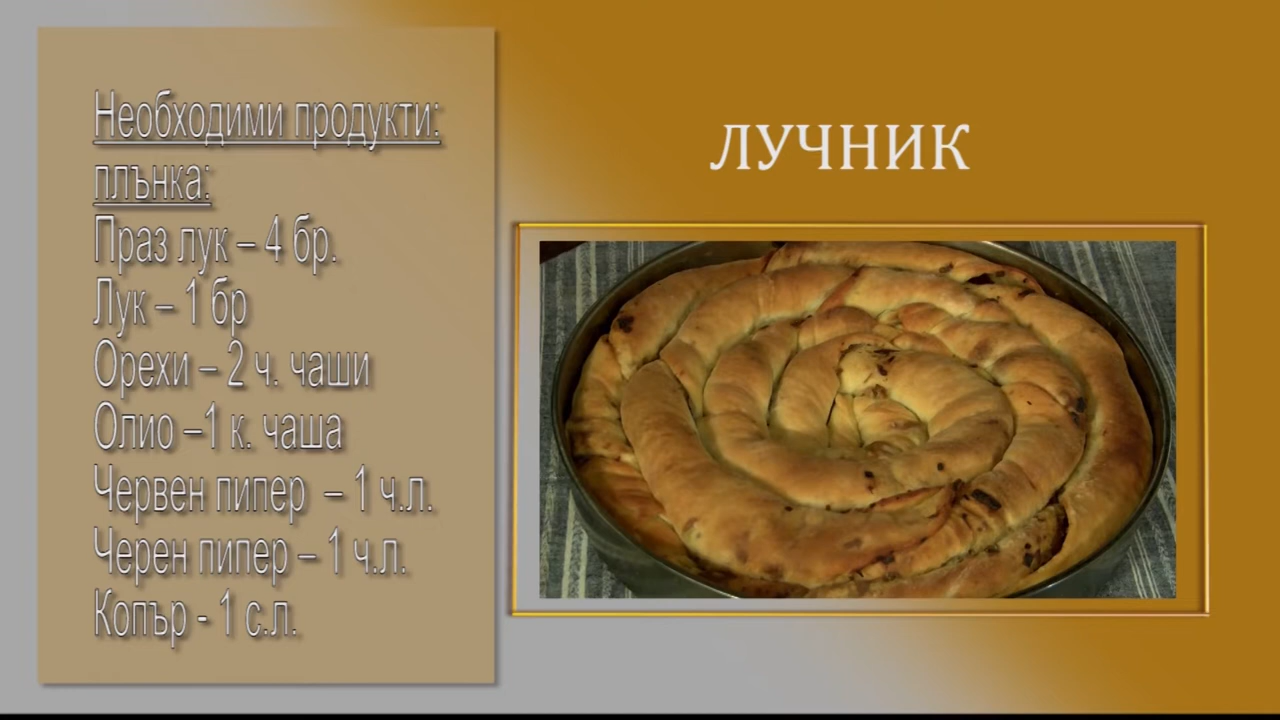 Необходими продукти:
плънка:
Праз лук – 4 бр.
Лук – 1 бр
Орехи – 2 ч. чаши
Олио –1 к. чаша
Червен пипер – 1 ч.л.
Черен пипер – 1 ч.л.
Копър - 1 с.л.
ЛУЧНИК